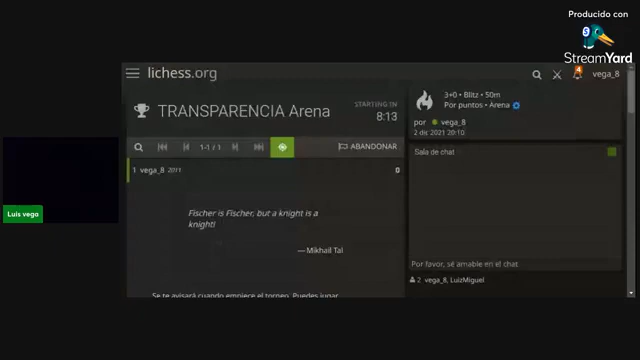 Producido con
StreamYard
lichess.org
4
vega_8
TRANSPARENCIA Arena
STARTING IN
8:13
3+0 • Blitz • 50m
Por puntos • Arena
por vega_8
2 dic 2021 20:10
1-1 / 1
ABANDONAR
Sala de chat
1 vega_8 2011
0
Luis vega
Fischer is Fischer, but a knight is a
knight!
— Mikhail Tal
Por favor, sé amable en el chat
2 vega_8, LuizMiguel
Se te avisará cuando empiece el torneo. Puedes jugar